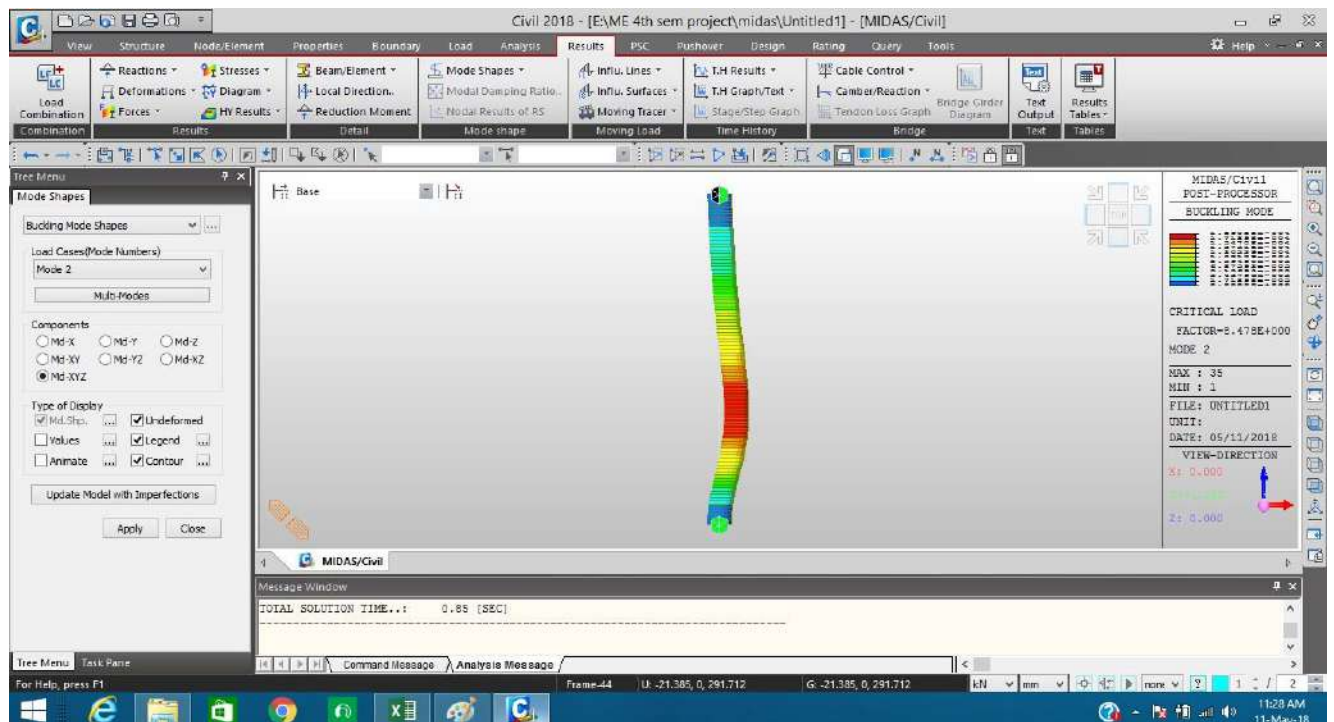 Civil 2018 - [E:\ME 4th sem project\midas\Untitled1] - [MIDAS/Civil]
View Structure Node/Element Properties Boundary Load Analysis Results PSC Pushover Design Rating Query Tools Help
Reactions Stresses Beam/Element Mode Shapes Influ. Lines T.H Results Cable Control
Deformations Diagram Local Direction.. Modal Damping Ratio.. Influ. Surfaces T.H Graph/Text Camber/Reaction
Load Combination Forces HY Results Reduction Moment Nodal Results of RS Moving Tracer Stage/Step Graph Tendon Loss Graph Bridge Girder Diagram Text Output Results Tables
Combination Results Detail Mode shape Moving Load Time History Bridge Text Tables
Tree Menu
Mode Shapes
Buckling Mode Shapes ...
Load Cases(Mode Numbers)
Mode 2
Multi-Modes
Components
Md-X Md-Y Md-Z
Md-XY Md-YZ Md-XZ
Md-XYZ
Type of Display
Md.Shp. ... Undeformed
Values ... Legend ...
Animate ... Contour ...
Update Model with Imperfections
Apply Close
Tree Menu Task Pane
Base
TOP
MIDAS/Civil
POST-PROCESSOR
BUCKLING MODE
CRITICAL LOAD
FACTOR=8.478E+000
MODE 2
MAX : 35
MIN : 1
FILE: UNTITLED1
UNIT:
DATE: 05/11/2018
VIEW-DIRECTION
X: 0.000
Z: 0.000
MIDAS/Civil
Message Window
TOTAL SOLUTION TIME..: 0.85 [SEC]
Command Message Analysis Message
For Help, press F1 Frame-44 U: -21.385, 0, 291.712 G: -21.385, 0, 291.712 kN mm none ? 1 / 2
11:28 AM
11-May-18